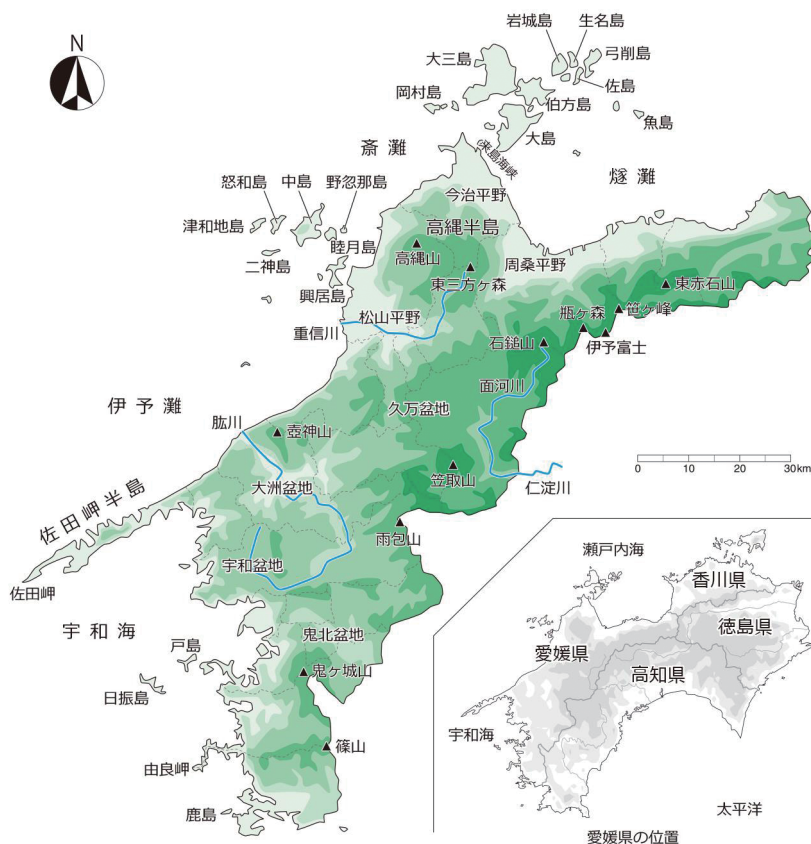 N
岩城島
生名島
弓削島
大三島
佐島
岡村島
伯方島
魚島
大島
斎灘
来島海峡
燧灘
怒和島
中島
野忽那島
今治平野
津和地島
高縄半島
睦月島
高縄山
周桑平野
二神島
東三方ヶ森
東赤石山
興居島
瓶ヶ森
笹ヶ峰
松山平野
重信川
石鎚山
伊予富士
面河川
伊予灘
久万盆地
肱川
壺神山
0
10
20
30km
笠取山
大洲盆地
仁淀川
佐田岬半島
雨包山
瀬戸内海
宇和盆地
香川県
佐田岬
徳島県
宇和海
鬼北盆地
愛媛県
戸島
高知県
鬼ヶ城山
日振島
宇和海
篠山
由良岬
太平洋
鹿島
愛媛県の位置